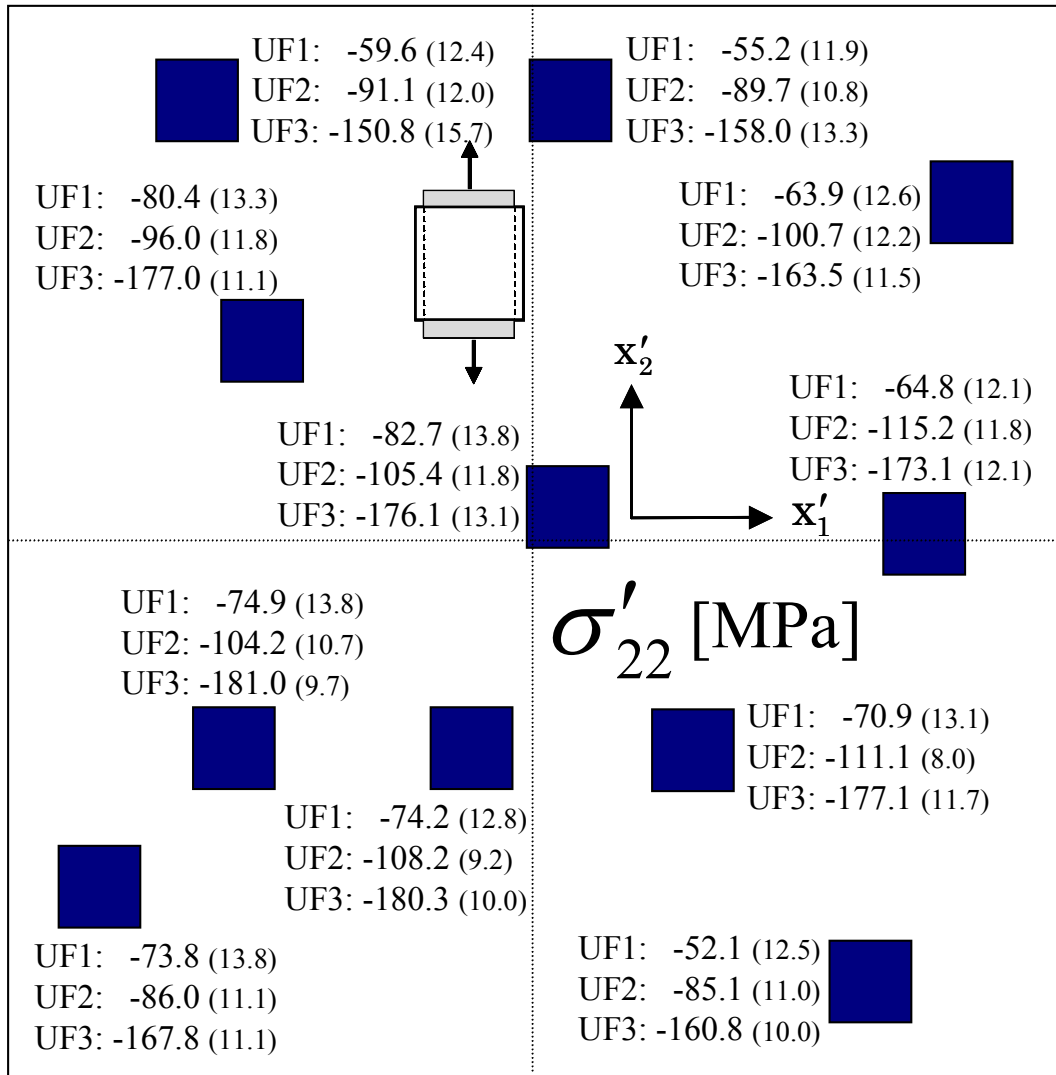 UF1: -59.6 (12.4)
UF2: -91.1 (12.0)
UF3: -150.8 (15.7)
UF1: -55.2 (11.9)
UF2: -89.7 (10.8)
UF3: -158.0 (13.3)
UF1: -80.4 (13.3)
UF2: -96.0 (11.8)
UF3: -177.0 (11.1)
UF1: -63.9 (12.6)
UF2: -100.7 (12.2)
UF3: -163.5 (11.5)
x′₂
UF1: -64.8 (12.1)
UF2: -115.2 (11.8)
UF3: -173.1 (12.1)
UF1: -82.7 (13.8)
UF2: -105.4 (11.8)
UF3: -176.1 (13.1)
x′₁
UF1: -74.9 (13.8)
UF2: -104.2 (10.7)
UF3: -181.0 (9.7)
σ′₂₂ [MPa]
UF1: -70.9 (13.1)
UF2: -111.1 (8.0)
UF3: -177.1 (11.7)
UF1: -74.2 (12.8)
UF2: -108.2 (9.2)
UF3: -180.3 (10.0)
UF1: -73.8 (13.8)
UF2: -86.0 (11.1)
UF3: -167.8 (11.1)
UF1: -52.1 (12.5)
UF2: -85.1 (11.0)
UF3: -160.8 (10.0)